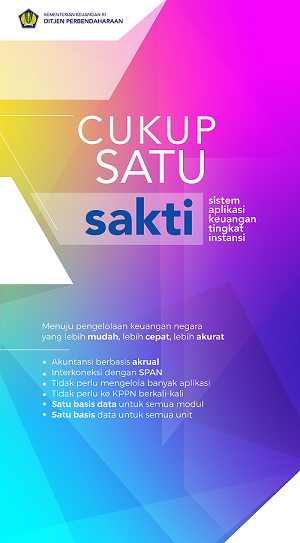 KEMENTERIAN KEUANGAN RI
DITJEN PERBENDAHARAAN
CUKUP
SATU
sakti
sistem
aplikasi
keuangan
tingkat
instansi
Menuju pengelolaan keuangan negara
yang lebih mudah, lebih cepat, lebih akurat
• Akuntansi berbasis akrual
• Interkoneksi dengan SPAN
• Tidak perlu mengelola banyak aplikasi
• Tidak perlu ke KPPN berkali-kali
• Satu basis data untuk semua modul
• Satu basis data untuk semua unit